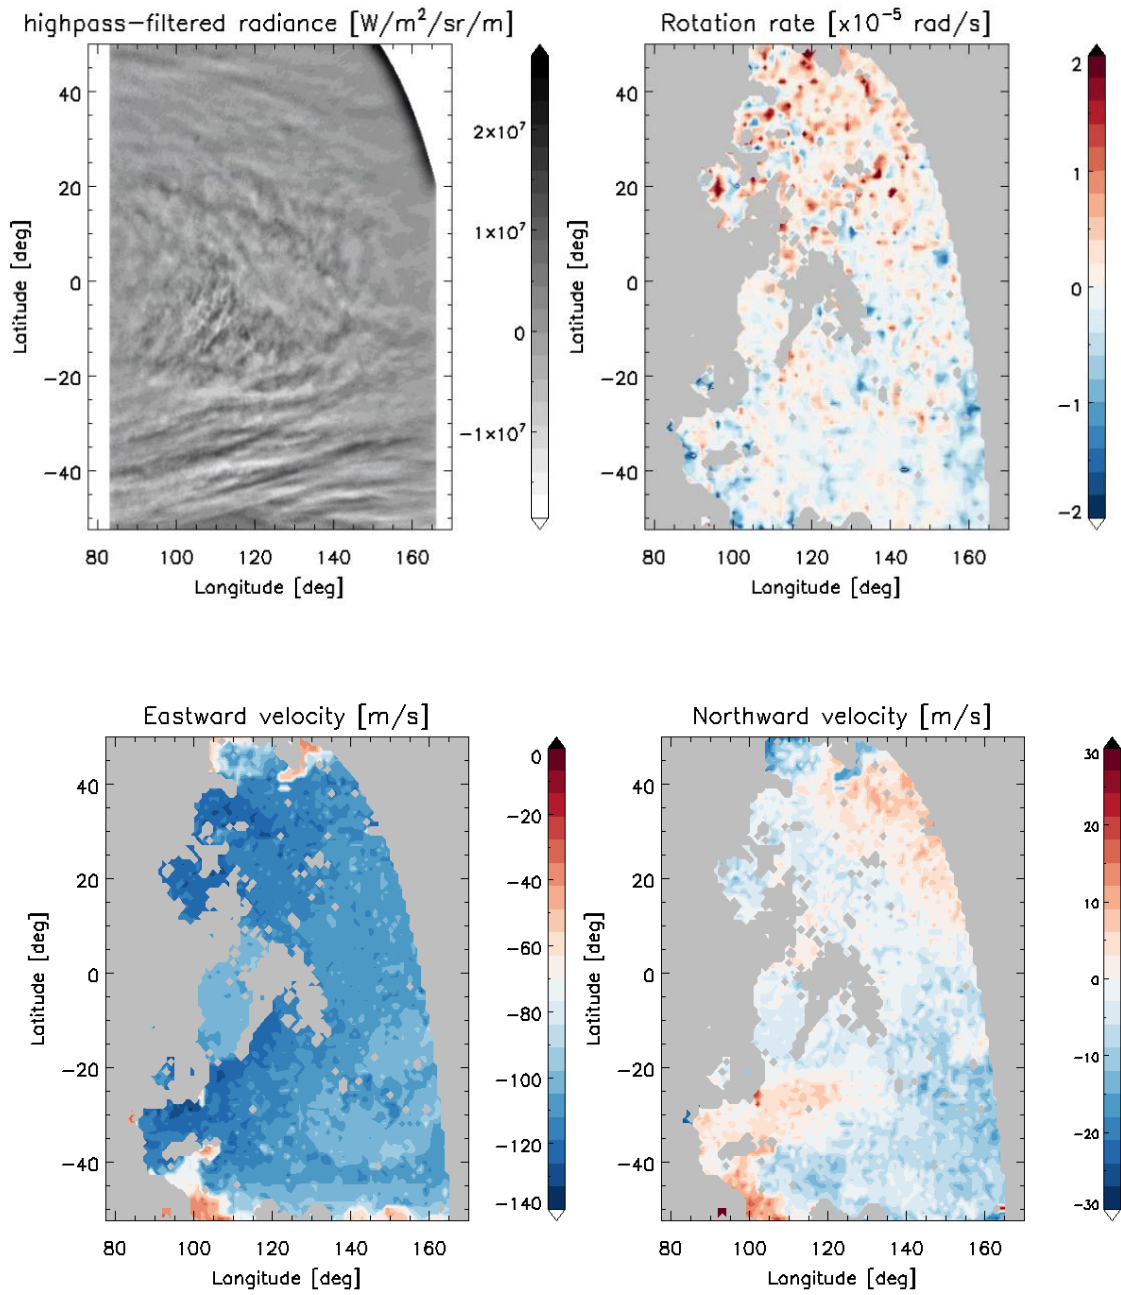 highpass-filtered radiance [W/m²/sr/m]
40
20
0
-20
-40
80 100 120 140 160
Latitude [deg]
Longitude [deg]
2×10⁷
1×10⁷
0
-1×10⁷
Rotation rate [x10⁻⁵ rad/s]
40
20
0
-20
-40
80 100 120 140 160
Latitude [deg]
Longitude [deg]
2
1
0
-1
-2
Eastward velocity [m/s]
40
20
0
-20
-40
80 100 120 140 160
Latitude [deg]
Longitude [deg]
0
-20
-40
-60
-80
-100
-120
-140
Northward velocity [m/s]
40
20
0
-20
-40
80 100 120 140 160
Latitude [deg]
Longitude [deg]
30
20
10
0
-10
-20
-30